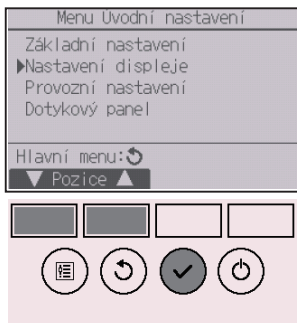 Menu Úvodní nastavení
Základní nastavení
▶Nastavení displeje
Provozní nastavení
Dotykový panel
Hlavní menu:
▼ Pozice ▲